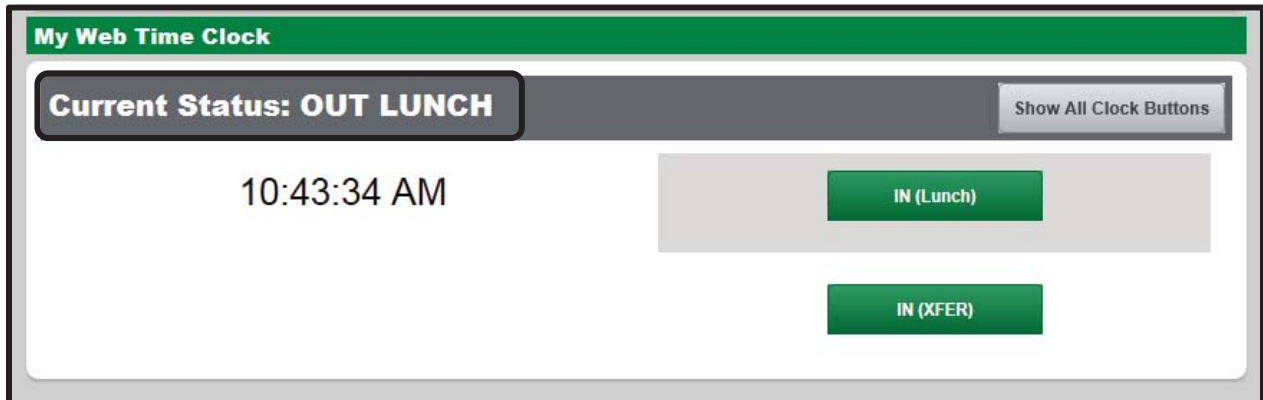 My Web Time Clock
Current Status: OUT LUNCH
Show All Clock Buttons
10:43:34 AM
IN (Lunch)
IN (XFER)